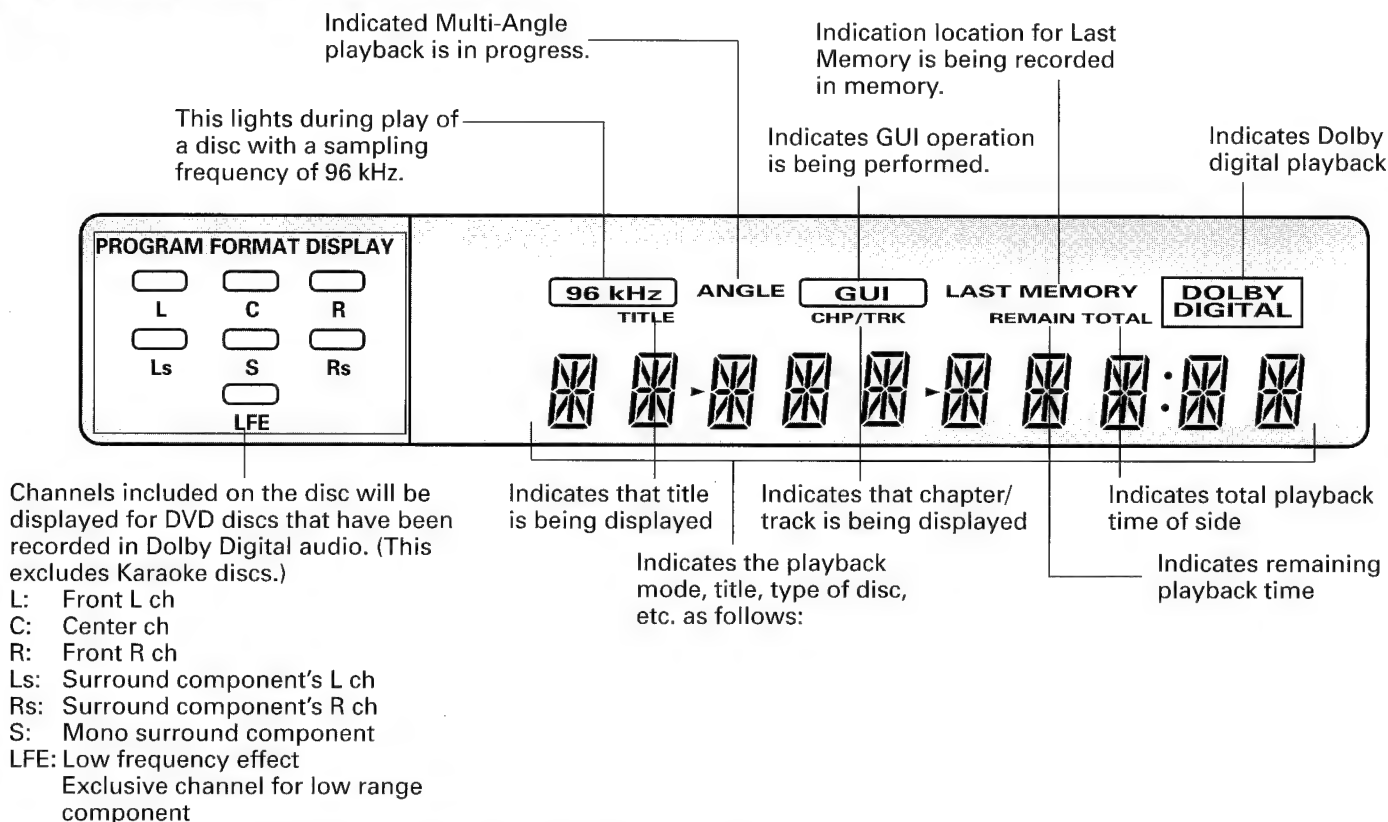 Indicated Multi-Angle
playback is in progress.
Indication location for Last
Memory is being recorded
in memory.
This lights during play of
a disc with a sampling
frequency of 96 kHz.
Indicates GUI operation
is being performed.
Indicates Dolby
digital playback
PROGRAM FORMAT DISPLAY
L C R
Ls S Rs
LFE
96 kHz ANGLE GUI LAST MEMORY DOLBY
DIGITAL
TITLE CHP/TRK REMAIN TOTAL
Channels included on the disc will be
displayed for DVD discs that have been
recorded in Dolby Digital audio. (This
excludes Karaoke discs.)
L: Front L ch
C: Center ch
R: Front R ch
Ls: Surround component's L ch
Rs: Surround component's R ch
S: Mono surround component
LFE: Low frequency effect
Exclusive channel for low range
component
Indicates that title
is being displayed
Indicates the playback
mode, title, type of disc,
etc. as follows:
Indicates that chapter/
track is being displayed
Indicates total playback
time of side
Indicates remaining
playback time